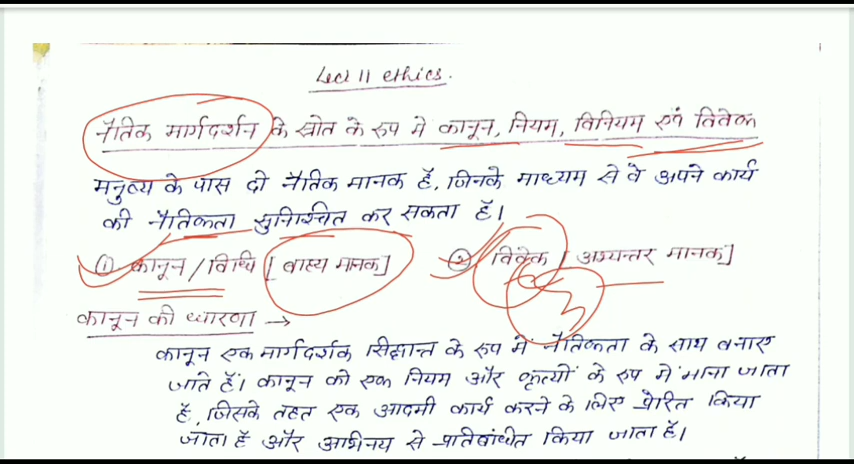 Lec 11 ethics.
नैतिक मार्गदर्शन के स्रोत के रूप मे कानून, नियम, विनियम एवं विवेक
मनुष्य के पास दो नैतिक मानक हैं, जिनके माध्यम से वे अपने कार्य
की नैतिकता सुनिश्चित कर सकता है।
① कानून / विधि [ बाह्य मानक] ② विवेक [ अभ्यन्तर मानक]
कानून की धारणा →
कानून एक मार्गदर्शक सिद्धान्त के रूप मे नैतिकता के साथ बनाए
जाते हैं। कानून को एक नियम और कृत्यों के रूप में माना जाता
है, जिसके तहत एक आदमी कार्य करने के लिए प्रेरित किया
जाता है और अभिनय से प्रतिबंधित किया जाता है।